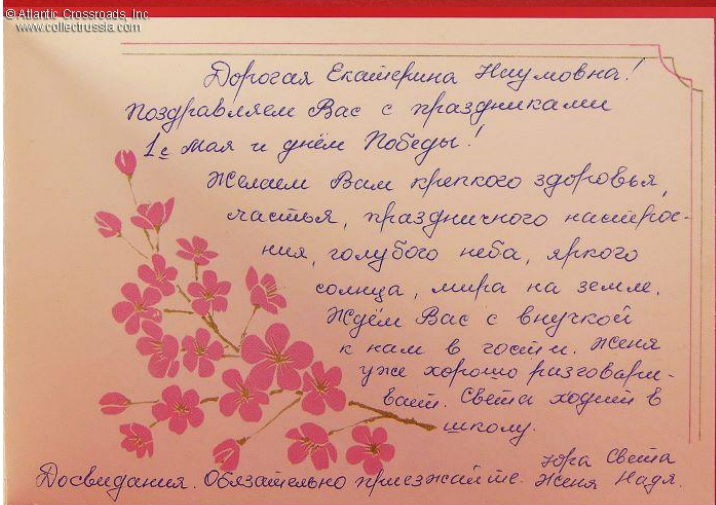 © Atlantic Crossroads, Inc.
www.collectrussia.com
Дорогая Екатерина Наумовна!
Поздравляем Вас с праздниками
1е Мая и днём Победы!
Желаем Вам крепкого здоровья,
счастья, праздничного настрое-
ния, голубого неба, яркого
солнца, мира на земле.
Ждём Вас с внучкой
к нам в гости. Женя
уже хорошо разговари-
вает. Света ходит в
школу.
Юра Света
Досвидания. Обязательно приезжайте. Женя Надя.